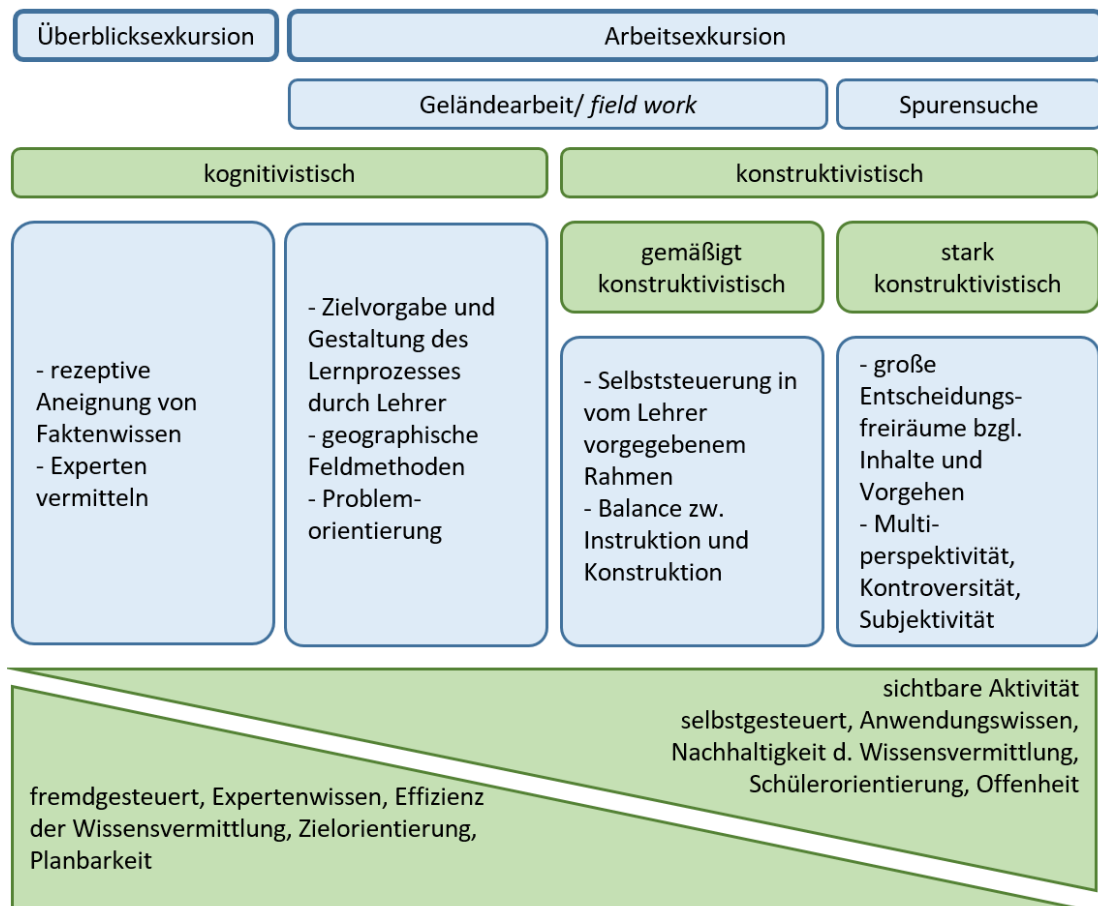 Überblicksexkursion
Arbeitsexkursion
Geländearbeit/ field work
Spurensuche
kognitivistisch
konstruktivistisch
- rezeptive
Aneignung von
Faktenwissen
- Experten
vermitteln
- Zielvorgabe und
Gestaltung des
Lernprozesses
durch Lehrer
- geographische
Feldmethoden
- Problem-
orientierung
gemäßigt
konstruktivistisch
- Selbststeuerung in
vom Lehrer
vorgegebenem
Rahmen
- Balance zw.
Instruktion und
Konstruktion
stark
konstruktivistisch
- große
Entscheidungs-
freiräume bzgl.
Inhalte und
Vorgehen
- Multi-
perspektivität,
Kontroversität,
Subjektivität
sichtbare Aktivität
selbstgesteuert, Anwendungswissen,
Nachhaltigkeit d. Wissensvermittlung,
Schülerorientierung, Offenheit
fremdgesteuert, Expertenwissen, Effizienz
der Wissensvermittlung, Zielorientierung,
Planbarkeit